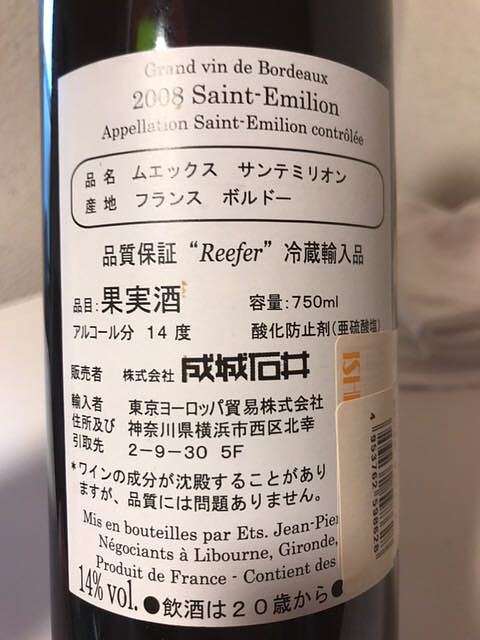 Grand vin de Bordeaux
2008 Saint-Emilion
Appellation Saint-Emilion contrôlée
品名 ムエックス サンテミリオン
産地 フランス ボルドー
品質保証 “Reefer” 冷蔵輸入品
品目:果実酒 容量:750ml
アルコール分 14度 酸化防止剤(亜硫酸塩)
販売者 株式会社 成城石井
輸入者 東京ヨーロッパ貿易株式会社
住所及び 神奈川県横浜市西区北幸
引取先 2-9-30 5F
*ワインの成分が沈殿することがあり
ますが、品質には問題ありません。
Mis en bouteilles par Ets. Jean-Pier
Négociants à Libourne, Gironde,
Produit de France - Contient des
14% vol. ●飲酒は20歳から●
ISH
4 953762 598628